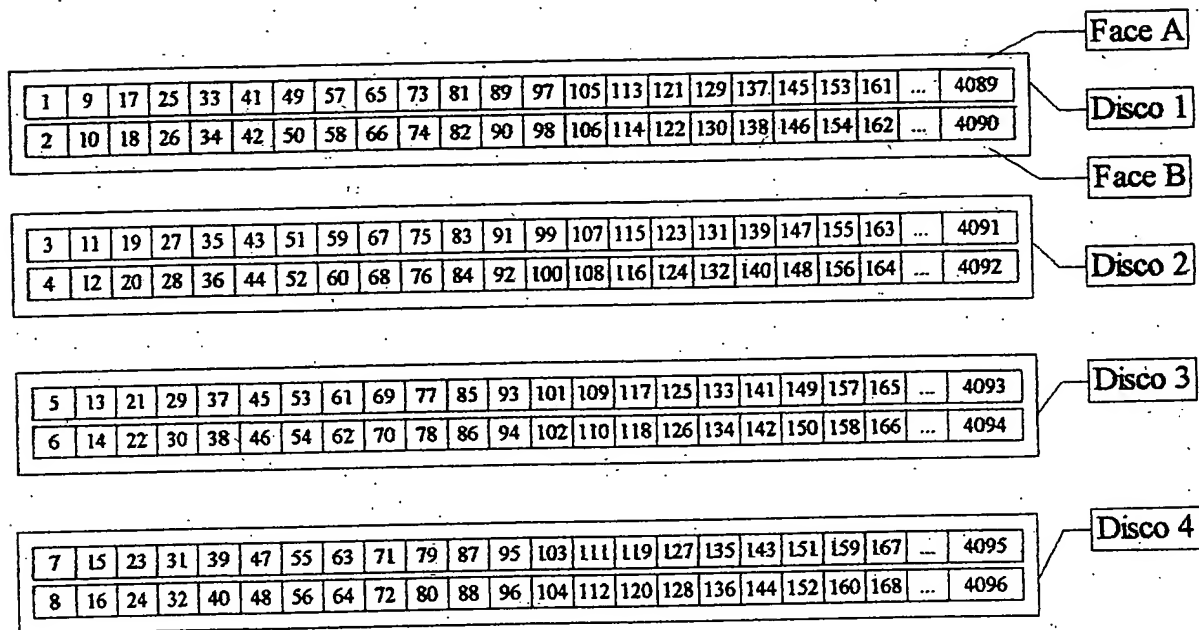 Face A
1 9 17 25 33 41 49 57 65 73 81 89 97 105 113 121 129 137 145 153 161 ... 4089
Disco 1
2 10 18 26 34 42 50 58 66 74 82 90 98 106 114 122 130 138 146 154 162 ... 4090
Face B
3 11 19 27 35 43 51 59 67 75 83 91 99 107 115 123 131 139 147 155 163 ... 4091
4 12 20 28 36 44 52 60 68 76 84 92 100 108 116 124 132 140 148 156 164 ... 4092
Disco 2
5 13 21 29 37 45 53 61 69 77 85 93 101 109 117 125 133 141 149 157 165 ... 4093
Disco 3
6 14 22 30 38 46 54 62 70 78 86 94 102 110 118 126 134 142 150 158 166 ... 4094
Disco 4
7 15 23 31 39 47 55 63 71 79 87 95 103 111 119 127 135 143 151 159 167 ... 4095
8 16 24 32 40 48 56 64 72 80 88 96 104 112 120 128 136 144 152 160 168 ... 4096